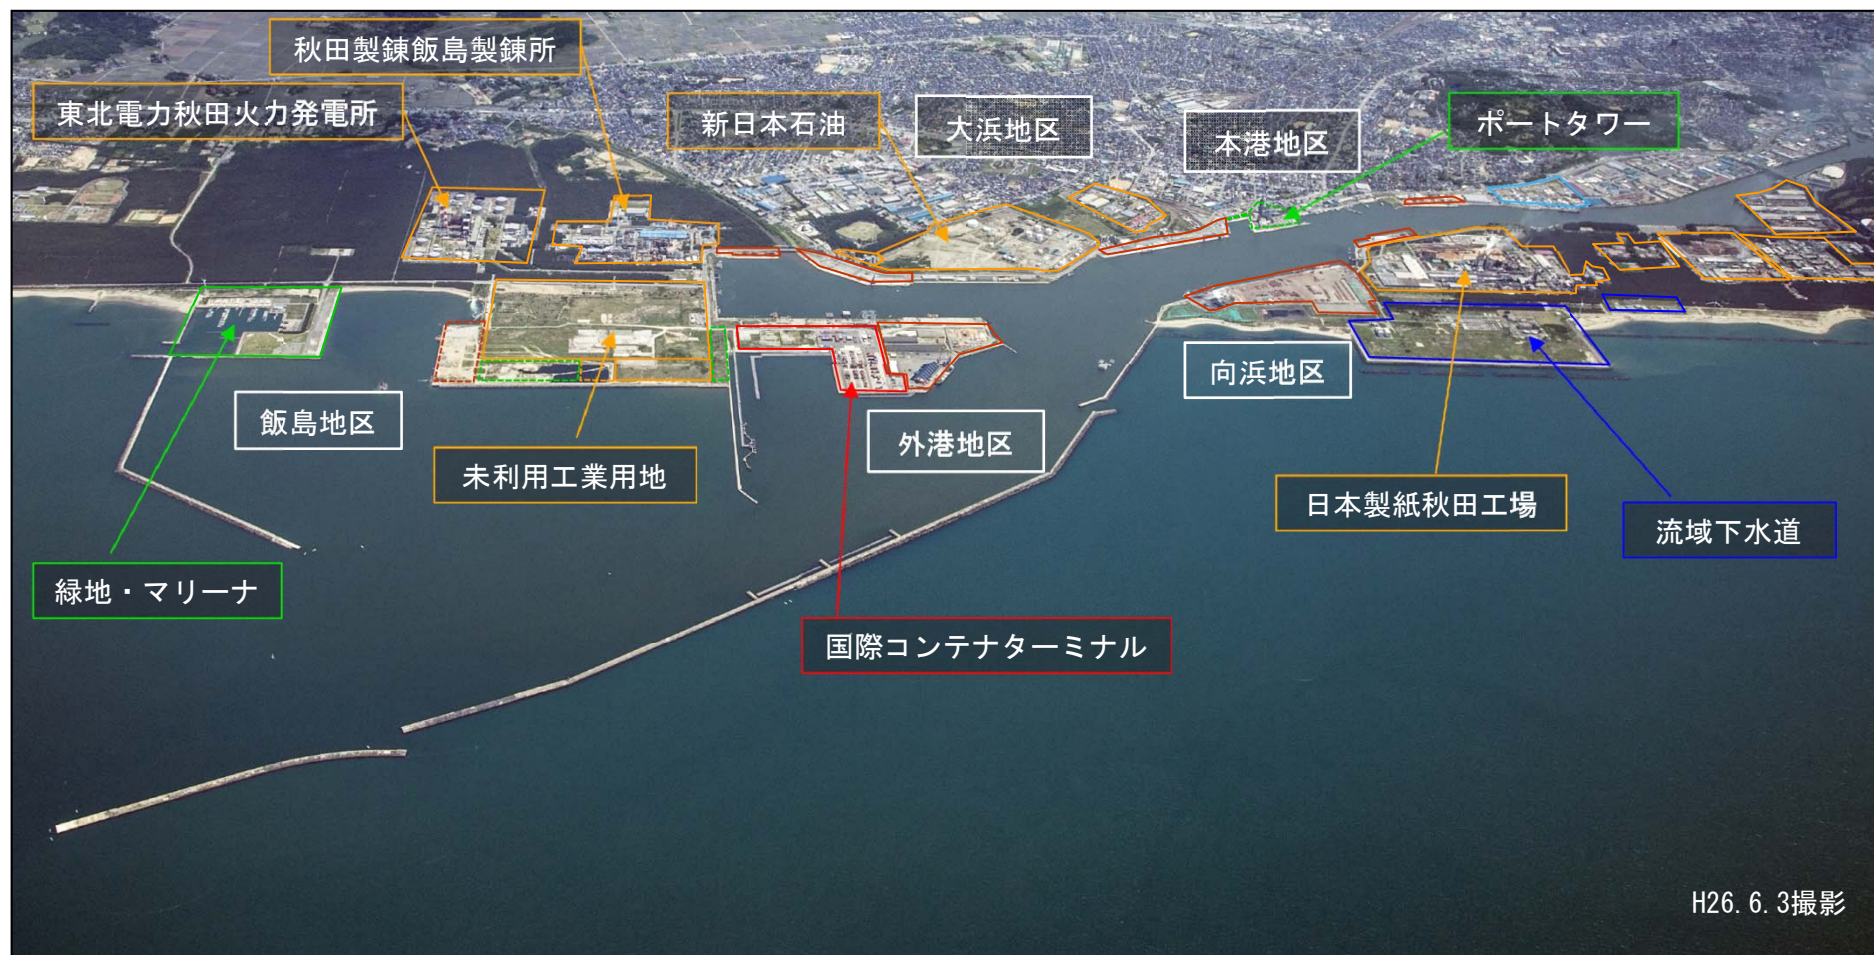 秋田製錬飯島製錬所
東北電力秋田火力発電所
新日本石油
大浜地区
本港地区
ポートタワー
飯島地区
未利用工業用地
外港地区
向浜地区
日本製紙秋田工場
流域下水道
緑地・マリーナ
国際コンテナターミナル
H26.6.3撮影